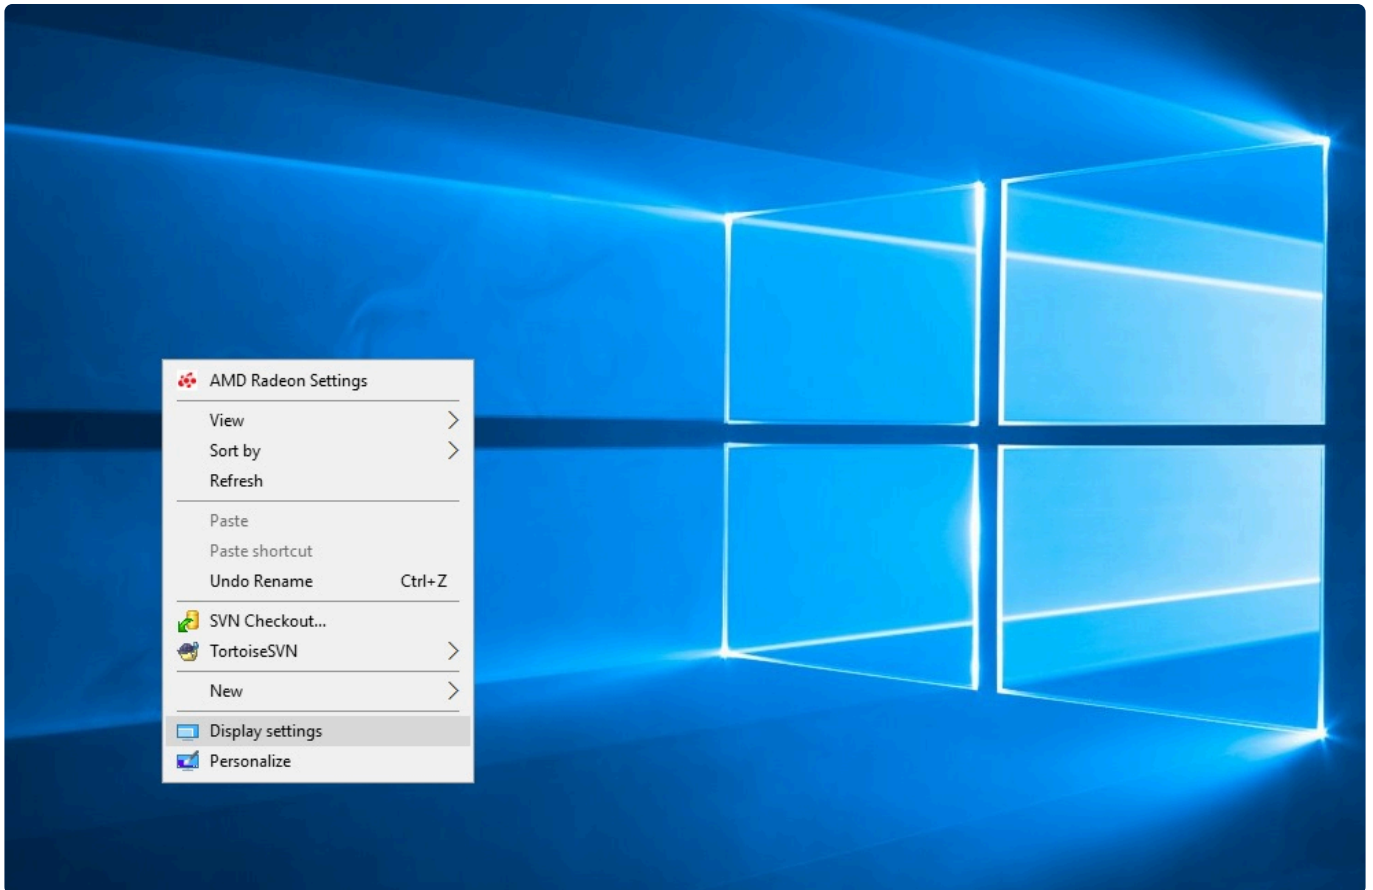 AMD Radeon Settings
View
Sort by
Refresh
Paste
Paste shortcut
Undo Rename Ctrl+Z
SVN Checkout...
TortoiseSVN
New
Display settings
Personalize